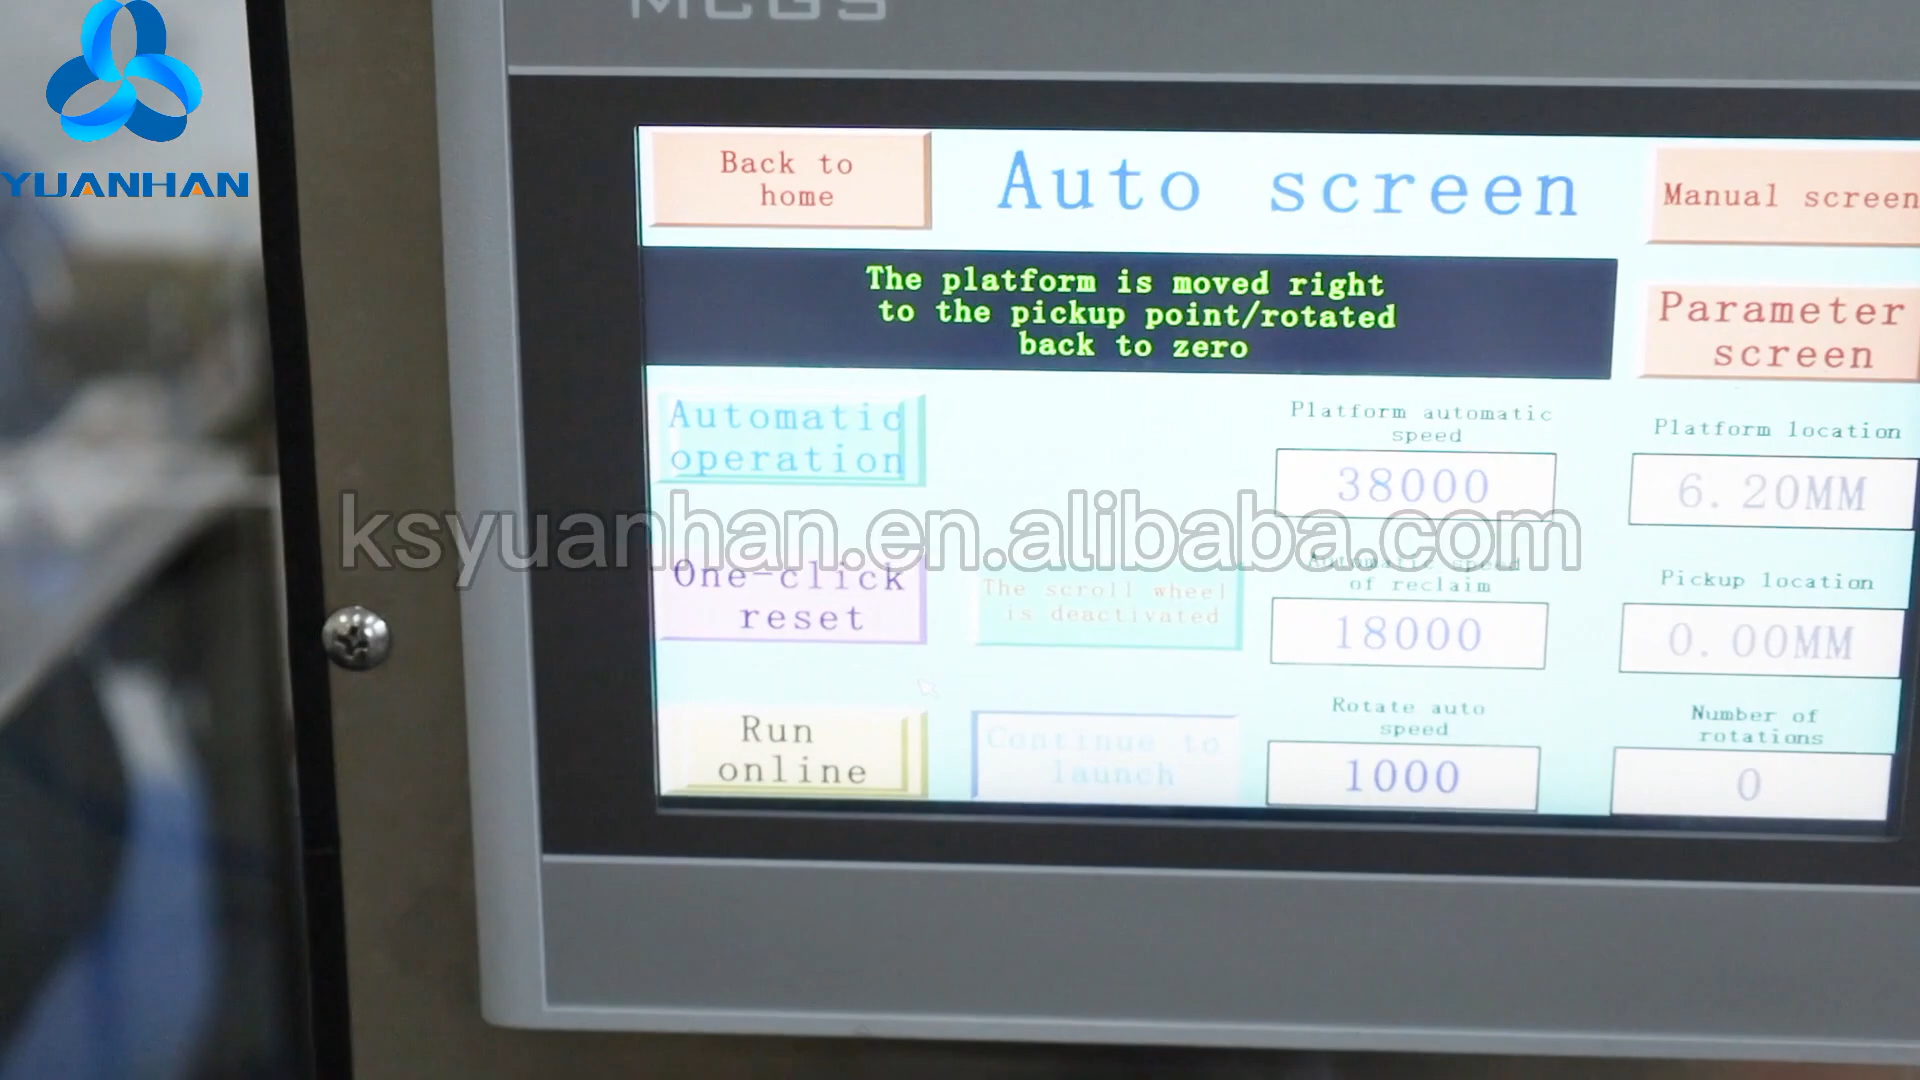 MCGS
YUANHAN
Back to
home
Auto screen
Manual screen
The platform is moved right
to the pickup point/rotated
back to zero
Parameter
screen
Automatic
operation
Platform automatic
speed
38000
Platform location
6.20MM
ksyuanhan.en.alibaba.com
One-click
reset
The scroll wheel
is deactivated
Automatic speed
of reclaim
18000
Pickup location
0.00MM
Run
online
Continue to
launch
Rotate auto
speed
1000
Number of
rotations
0